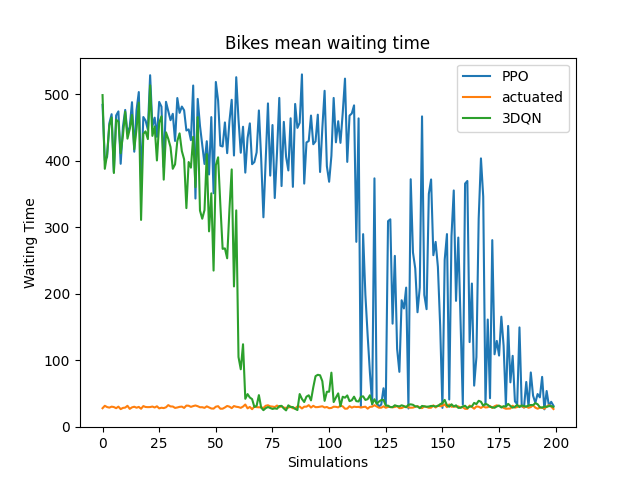 Bikes mean waiting time
PPO
actuated
3DQN
Waiting Time
500
400
300
200
100
0
0 25 50 75 100 125 150 175 200
Simulations